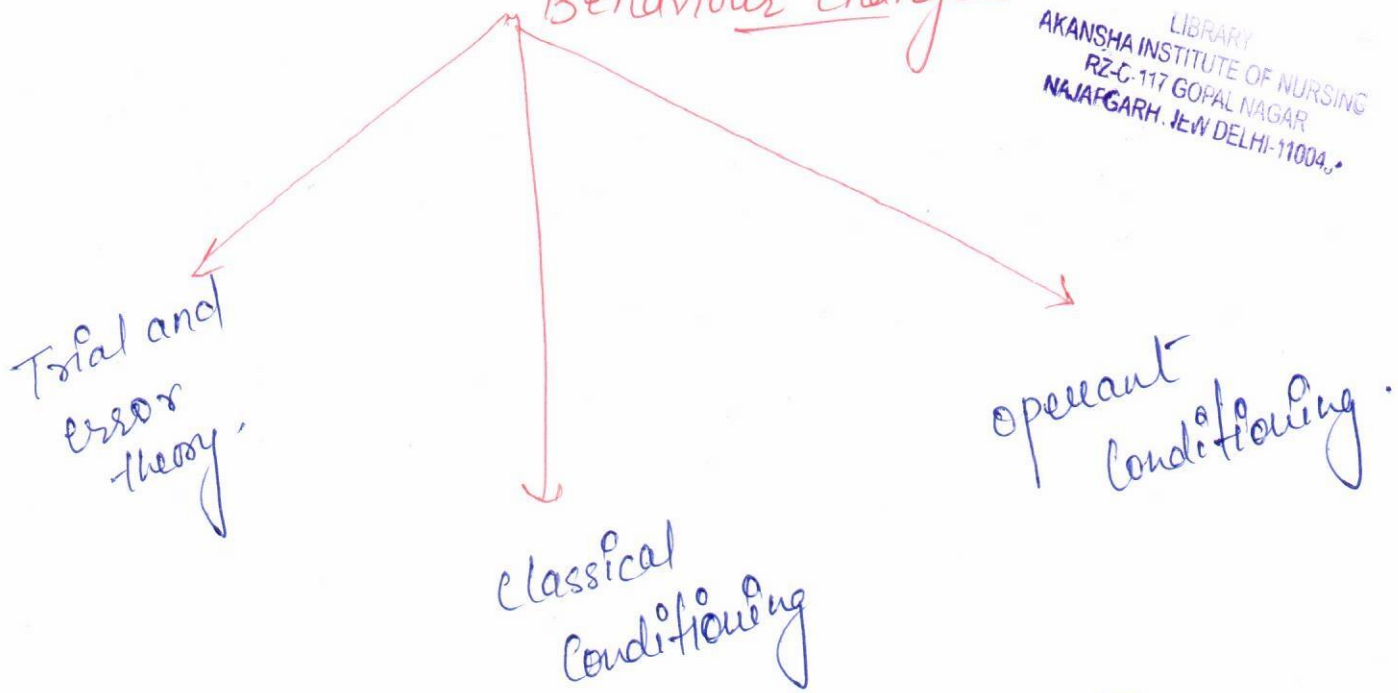 Behaviour
LIBRARY
AKANSHA INSTITUTE OF NURSING
RZ-C-117 GOPAL NAGAR
NAJAFGARH. NEW DELHI-11004
Trial and
error
theory.
operant
Conditioning.
classical
Conditioning